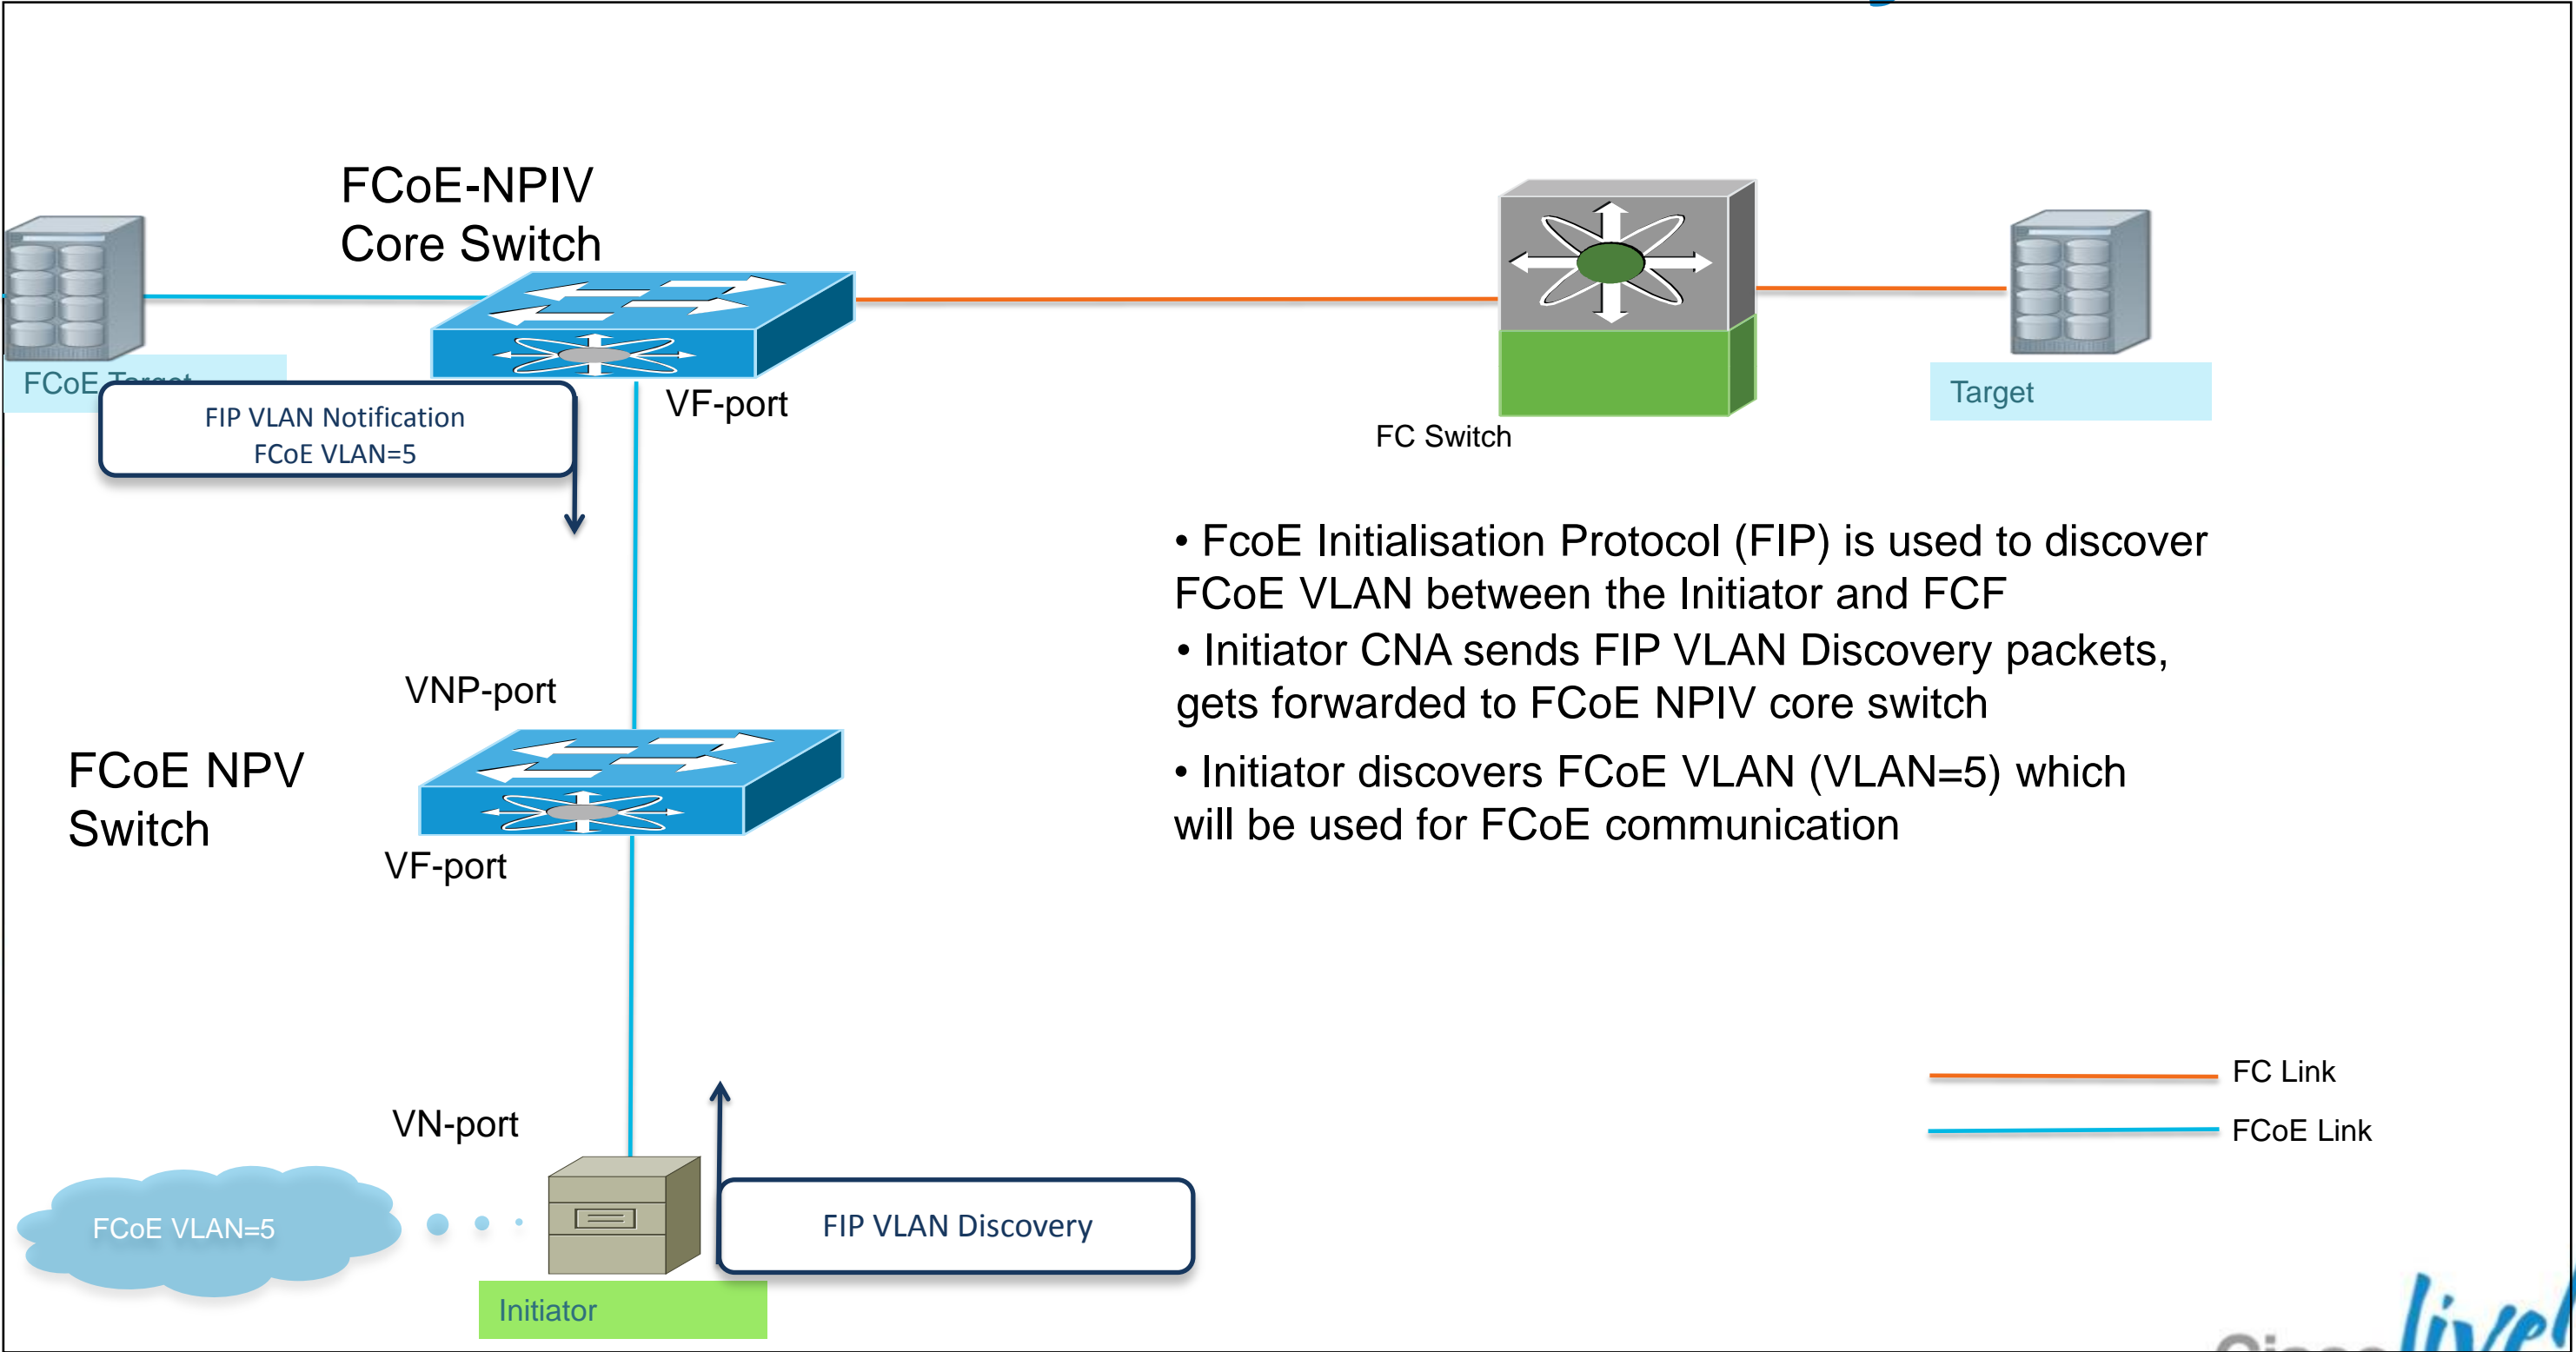 FCoE-NPIV
Core Switch
FCoE Target
FIP VLAN Notification
FCoE VLAN=5
VF-port
FC Switch
Target
• FcoE Initialisation Protocol (FIP) is used to discover
FCoE VLAN between the Initiator and FCF
• Initiator CNA sends FIP VLAN Discovery packets,
gets forwarded to FCoE NPIV core switch
• Initiator discovers FCoE VLAN (VLAN=5) which
will be used for FCoE communication
VNP-port
FCoE NPV
Switch
VF-port
VN-port
FCoE VLAN=5
FIP VLAN Discovery
Initiator
FC Link
FCoE Link
Cisco live!